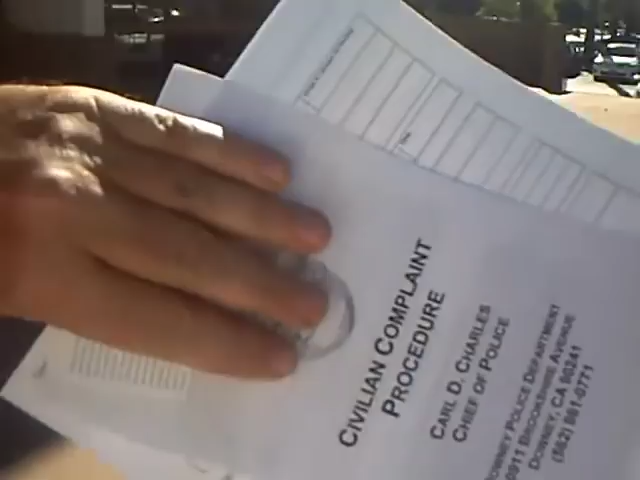 CIVILIAN COMPLAINT
PROCEDURE
CARL D. CHARLES
CHIEF OF POLICE
DOWNEY POLICE DEPARTMENT
10911 BROOKSHIRE AVENUE
DOWNEY, CA 90241
(562) 861-0771